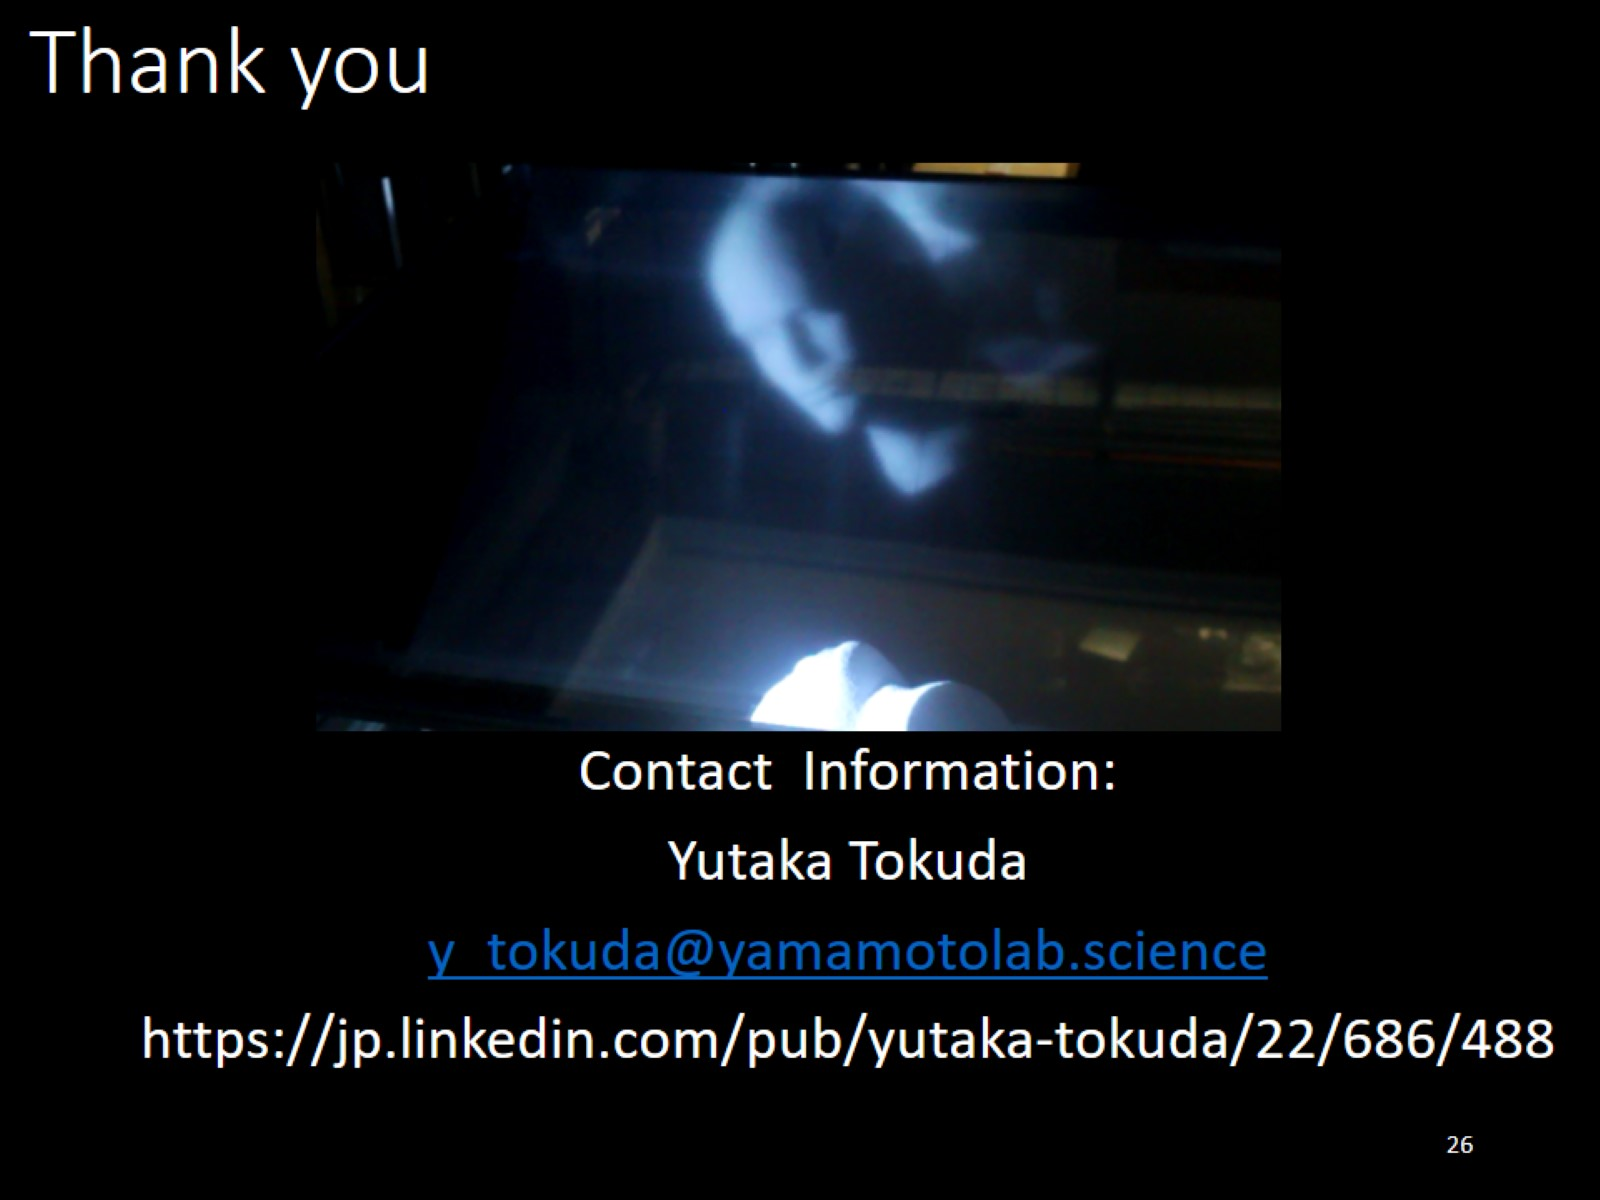 Thank you
Contact  Information:
Yutaka Tokuda
y_tokuda@yamamotolab.science
https://jp.linkedin.com/pub/yutaka-tokuda/22/686/488
26